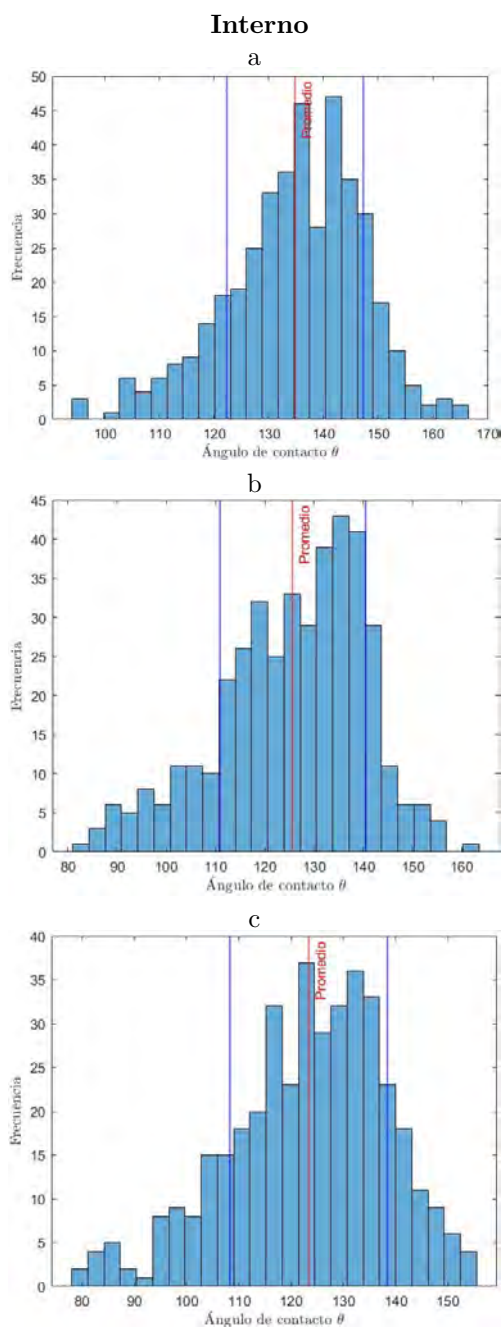 Interno
a
50
45
40
35
30
25
20
15
10
5
0
Frecuencia
Promedio
100 110 120 130 140 150 160 170
Ángulo de contacto θ
b
45
40
35
30
25
20
15
10
5
0
Frecuencia
Promedio
80 90 100 110 120 130 140 150 160
Ángulo de contacto θ
c
40
35
30
25
20
15
10
5
0
Frecuencia
Promedio
80 90 100 110 120 130 140 150
Ángulo de contacto θ